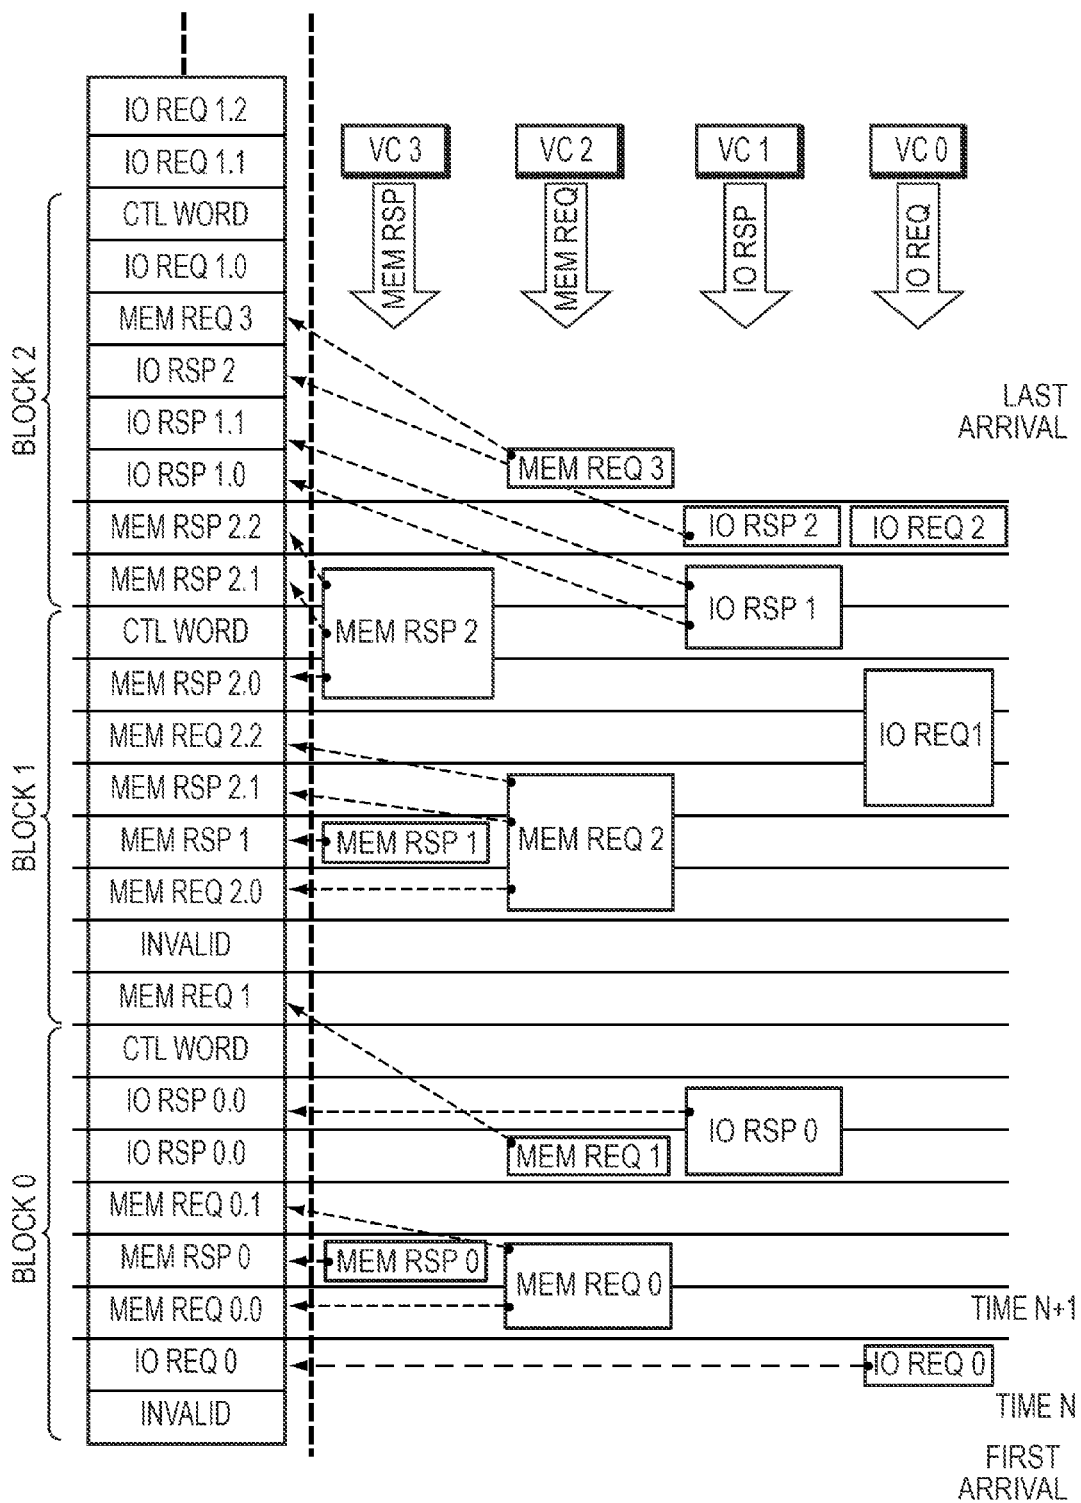 IO REQ 1.2
IO REQ 1.1
CTL WORD
IO REQ 1.0
MEM REQ 3
IO RSP 2
IO RSP 1.1
IO RSP 1.0
MEM RSP 2.2
MEM RSP 2.1
CTL WORD
MEM RSP 2.0
MEM REQ 2.2
MEM RSP 2.1
MEM RSP 1
MEM REQ 2.0
INVALID
MEM REQ 1
CTL WORD
IO RSP 0.0
IO RSP 0.0
MEM REQ 0.1
MEM RSP 0
MEM REQ 0.0
IO REQ 0
INVALID
BLOCK 2
BLOCK 1
BLOCK 0
VC 3
VC 2
VC 1
VC 0
MEM RSP
MEM REQ
IO RSP
IO REQ
LAST
ARRIVAL
MEM REQ 3
IO RSP 2
IO REQ 2
MEM RSP 2
IO RSP 1
IO REQ1
MEM REQ 2
MEM RSP 1
IO RSP 0
MEM REQ 1
MEM RSP 0
MEM REQ 0
TIME N+1
IO REQ 0
TIME N
FIRST
ARRIVAL